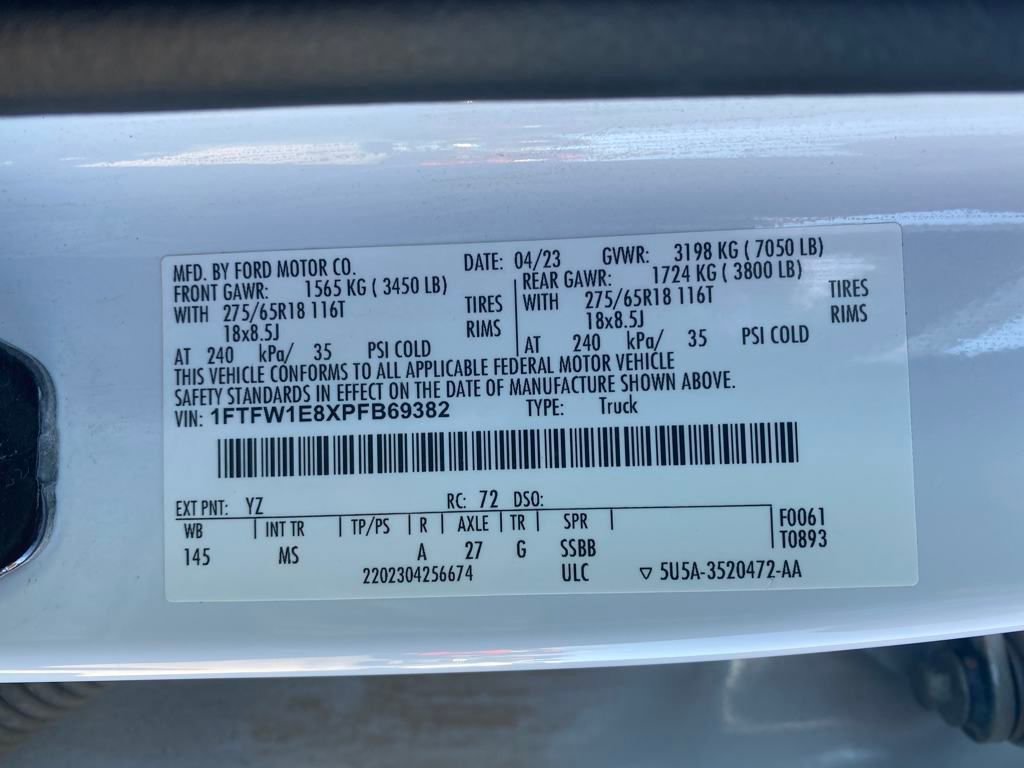 MFD. BY FORD MOTOR CO. DATE: 04/23 GVWR: 3198 KG ( 7050 LB)
FRONT GAWR: 1565 KG ( 3450 LB) REAR GAWR: 1724 KG ( 3800 LB)
WITH 275/65R18 116T TIRES WITH 275/65R18 116T TIRES
18x8.5J RIMS 18x8.5J RIMS
AT 240 kPa/ 35 PSI COLD AT 240 kPa/ 35 PSI COLD
THIS VEHICLE CONFORMS TO ALL APPLICABLE FEDERAL MOTOR VEHICLE
SAFETY STANDARDS IN EFFECT ON THE DATE OF MANUFACTURE SHOWN ABOVE.
VIN: 1FTFW1E8XPFB69382 TYPE: Truck
EXT PNT: YZ RC: 72 DSO:
WB INT TR TP/PS R AXLE TR SPR F0061
145 MS A 27 G SSBB T0893
2202304256674 ULC ▽ 5U5A-3520472-AA